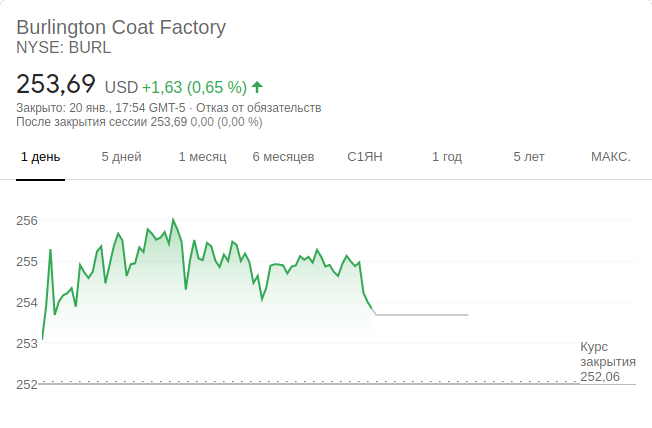 Burlington Coat Factory
NYSE: BURL
253,69 USD +1,63 (0,65 %)
Закрыто: 20 янв., 17:54 GMT-5 · Отказ от обязательств
После закрытия сессии 253,69 0,00 (0,00 %)
1 день 5 дней 1 месяц 6 месяцев С1ЯН 1 год 5 лет МАКС.
256
255
254
253
Курс
закрытия
252,06
252